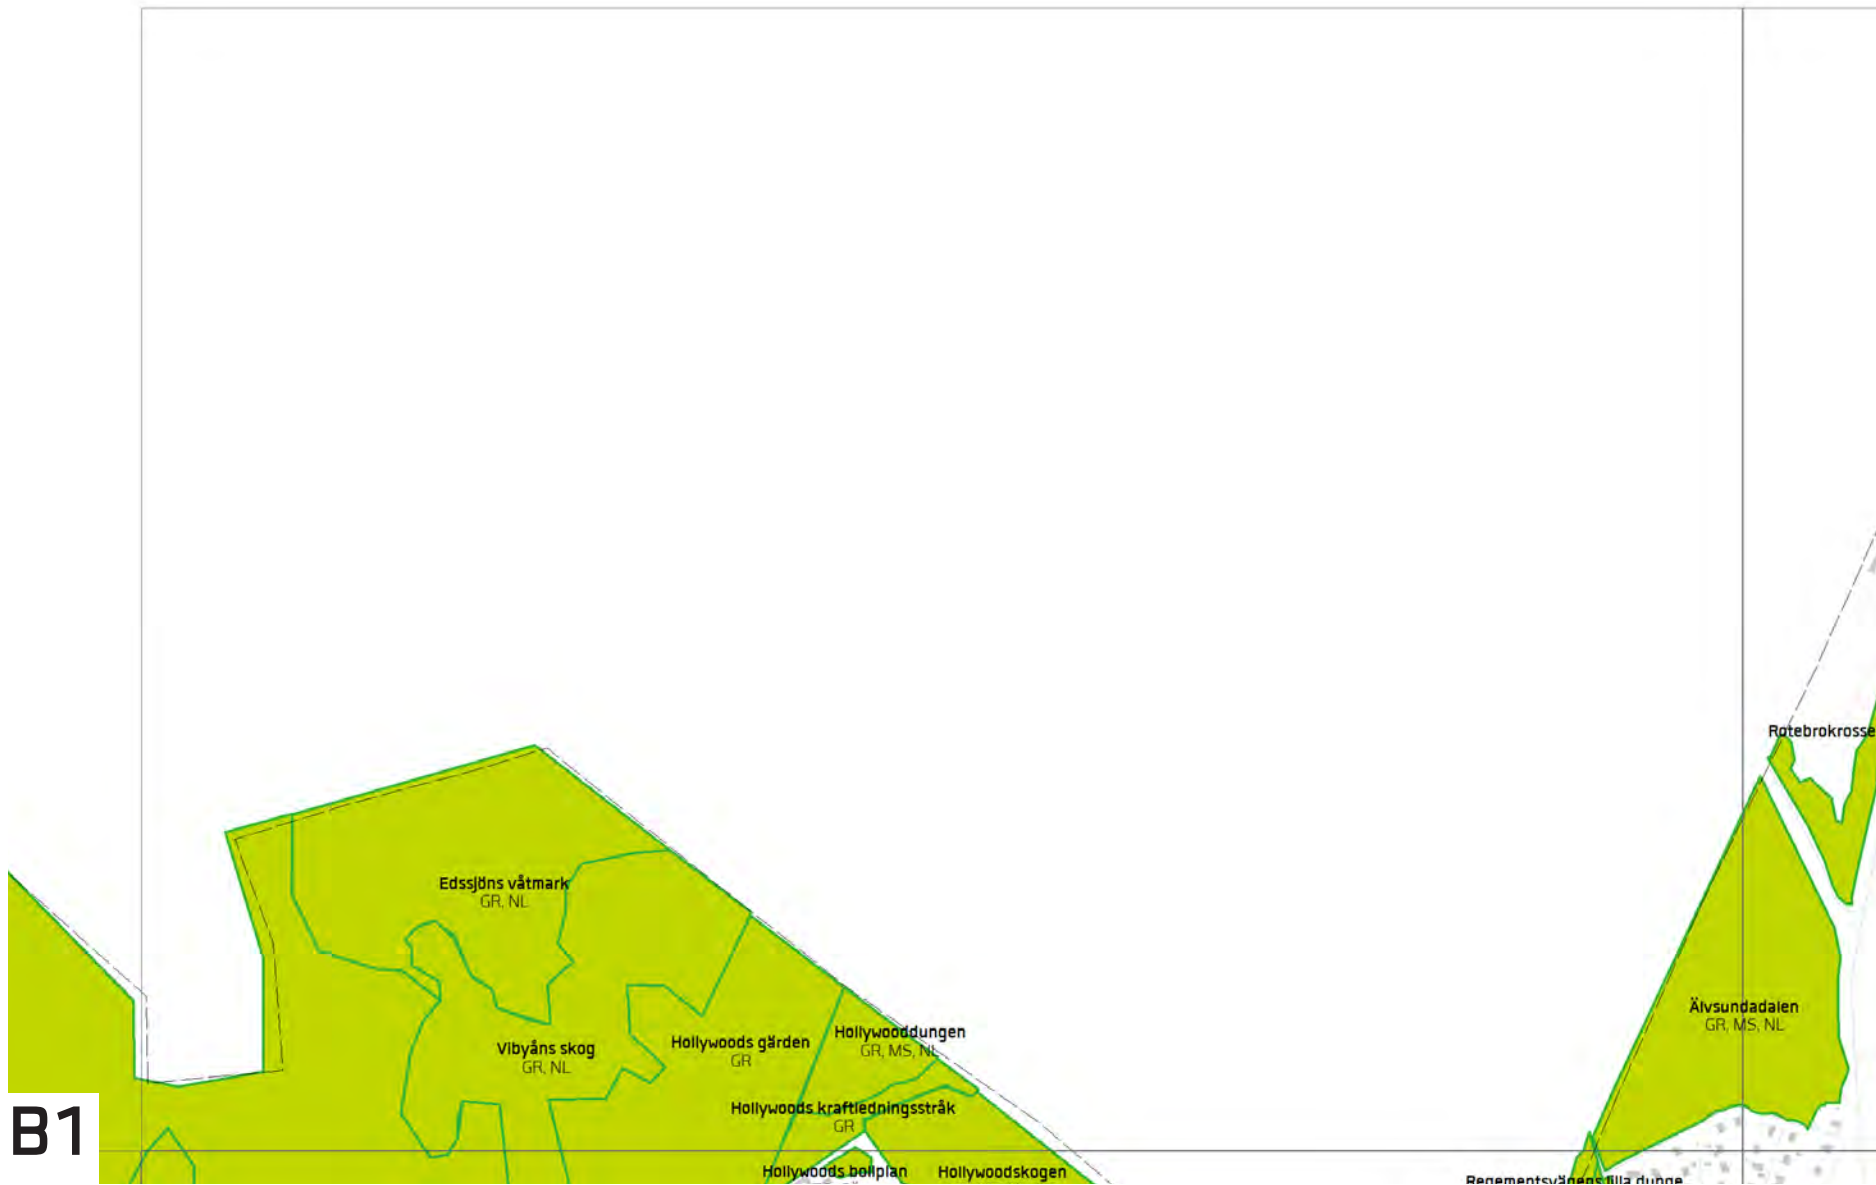 Rotebrokrosse
Edssjöns våtmark
GR, NL
Älvsundadalen
GR, MS, NL
Hollywooddungen
GR, MS, NL
Hollywoods gärden
GR
Vibyåns skog
GR, NL
Hollywoods kraftledningsstråk
GR
B1
Hollywoods bollplan
Hollywoodskogen
Regementsvägens lilla dunge